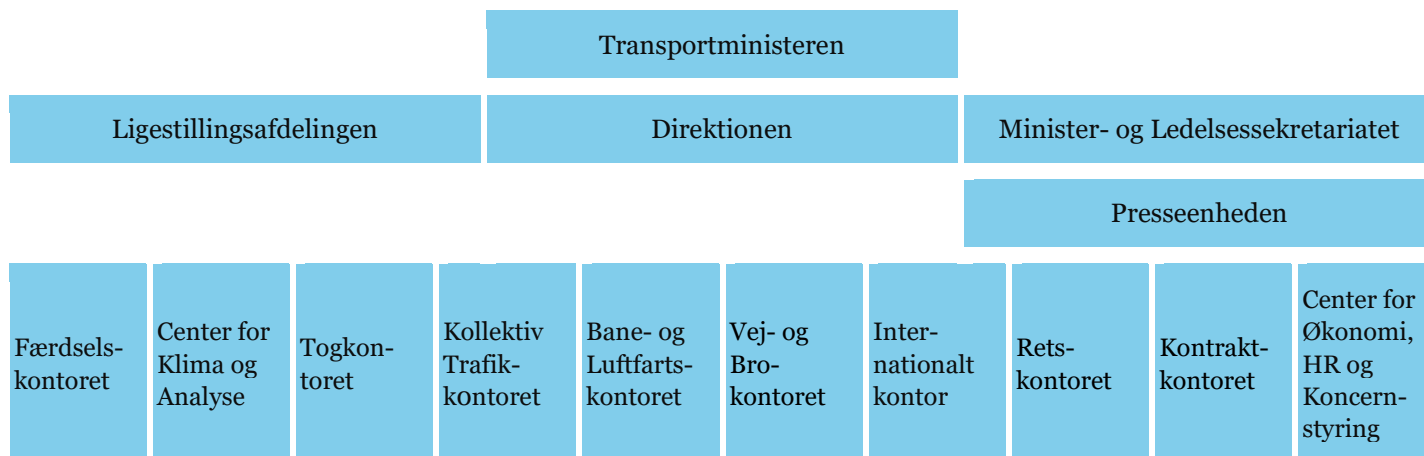 Transportministeren
Ligestillingsafdelingen
Direktionen
Minister- og Ledelsessekretariatet
Presseenheden
Færdsels-
kontoret
Center for
Klima og
Analyse
Togkon-
toret
Kollektiv
Trafik-
kontoret
Bane- og
Luftfarts-
kontoret
Vej- og
Bro-
kontoret
Inter-
nationalt
kontor
Rets-
kontoret
Kontrakt-
kontoret
Center for
Økonomi,
HR og
Koncern-
styring